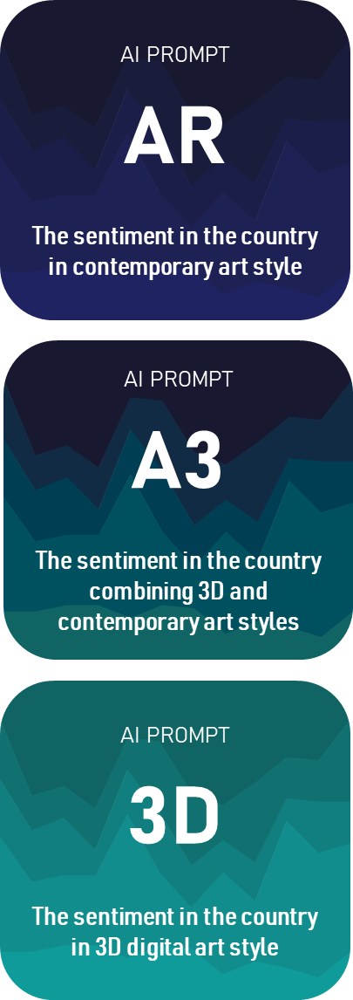 AI PROMPT
AR
The sentiment in the country
in contemporary art style
AI PROMPT
A3
The sentiment in the country
combining 3D and
contemporary art styles
AI PROMPT
3D
The sentiment in the country
in 3D digital art style